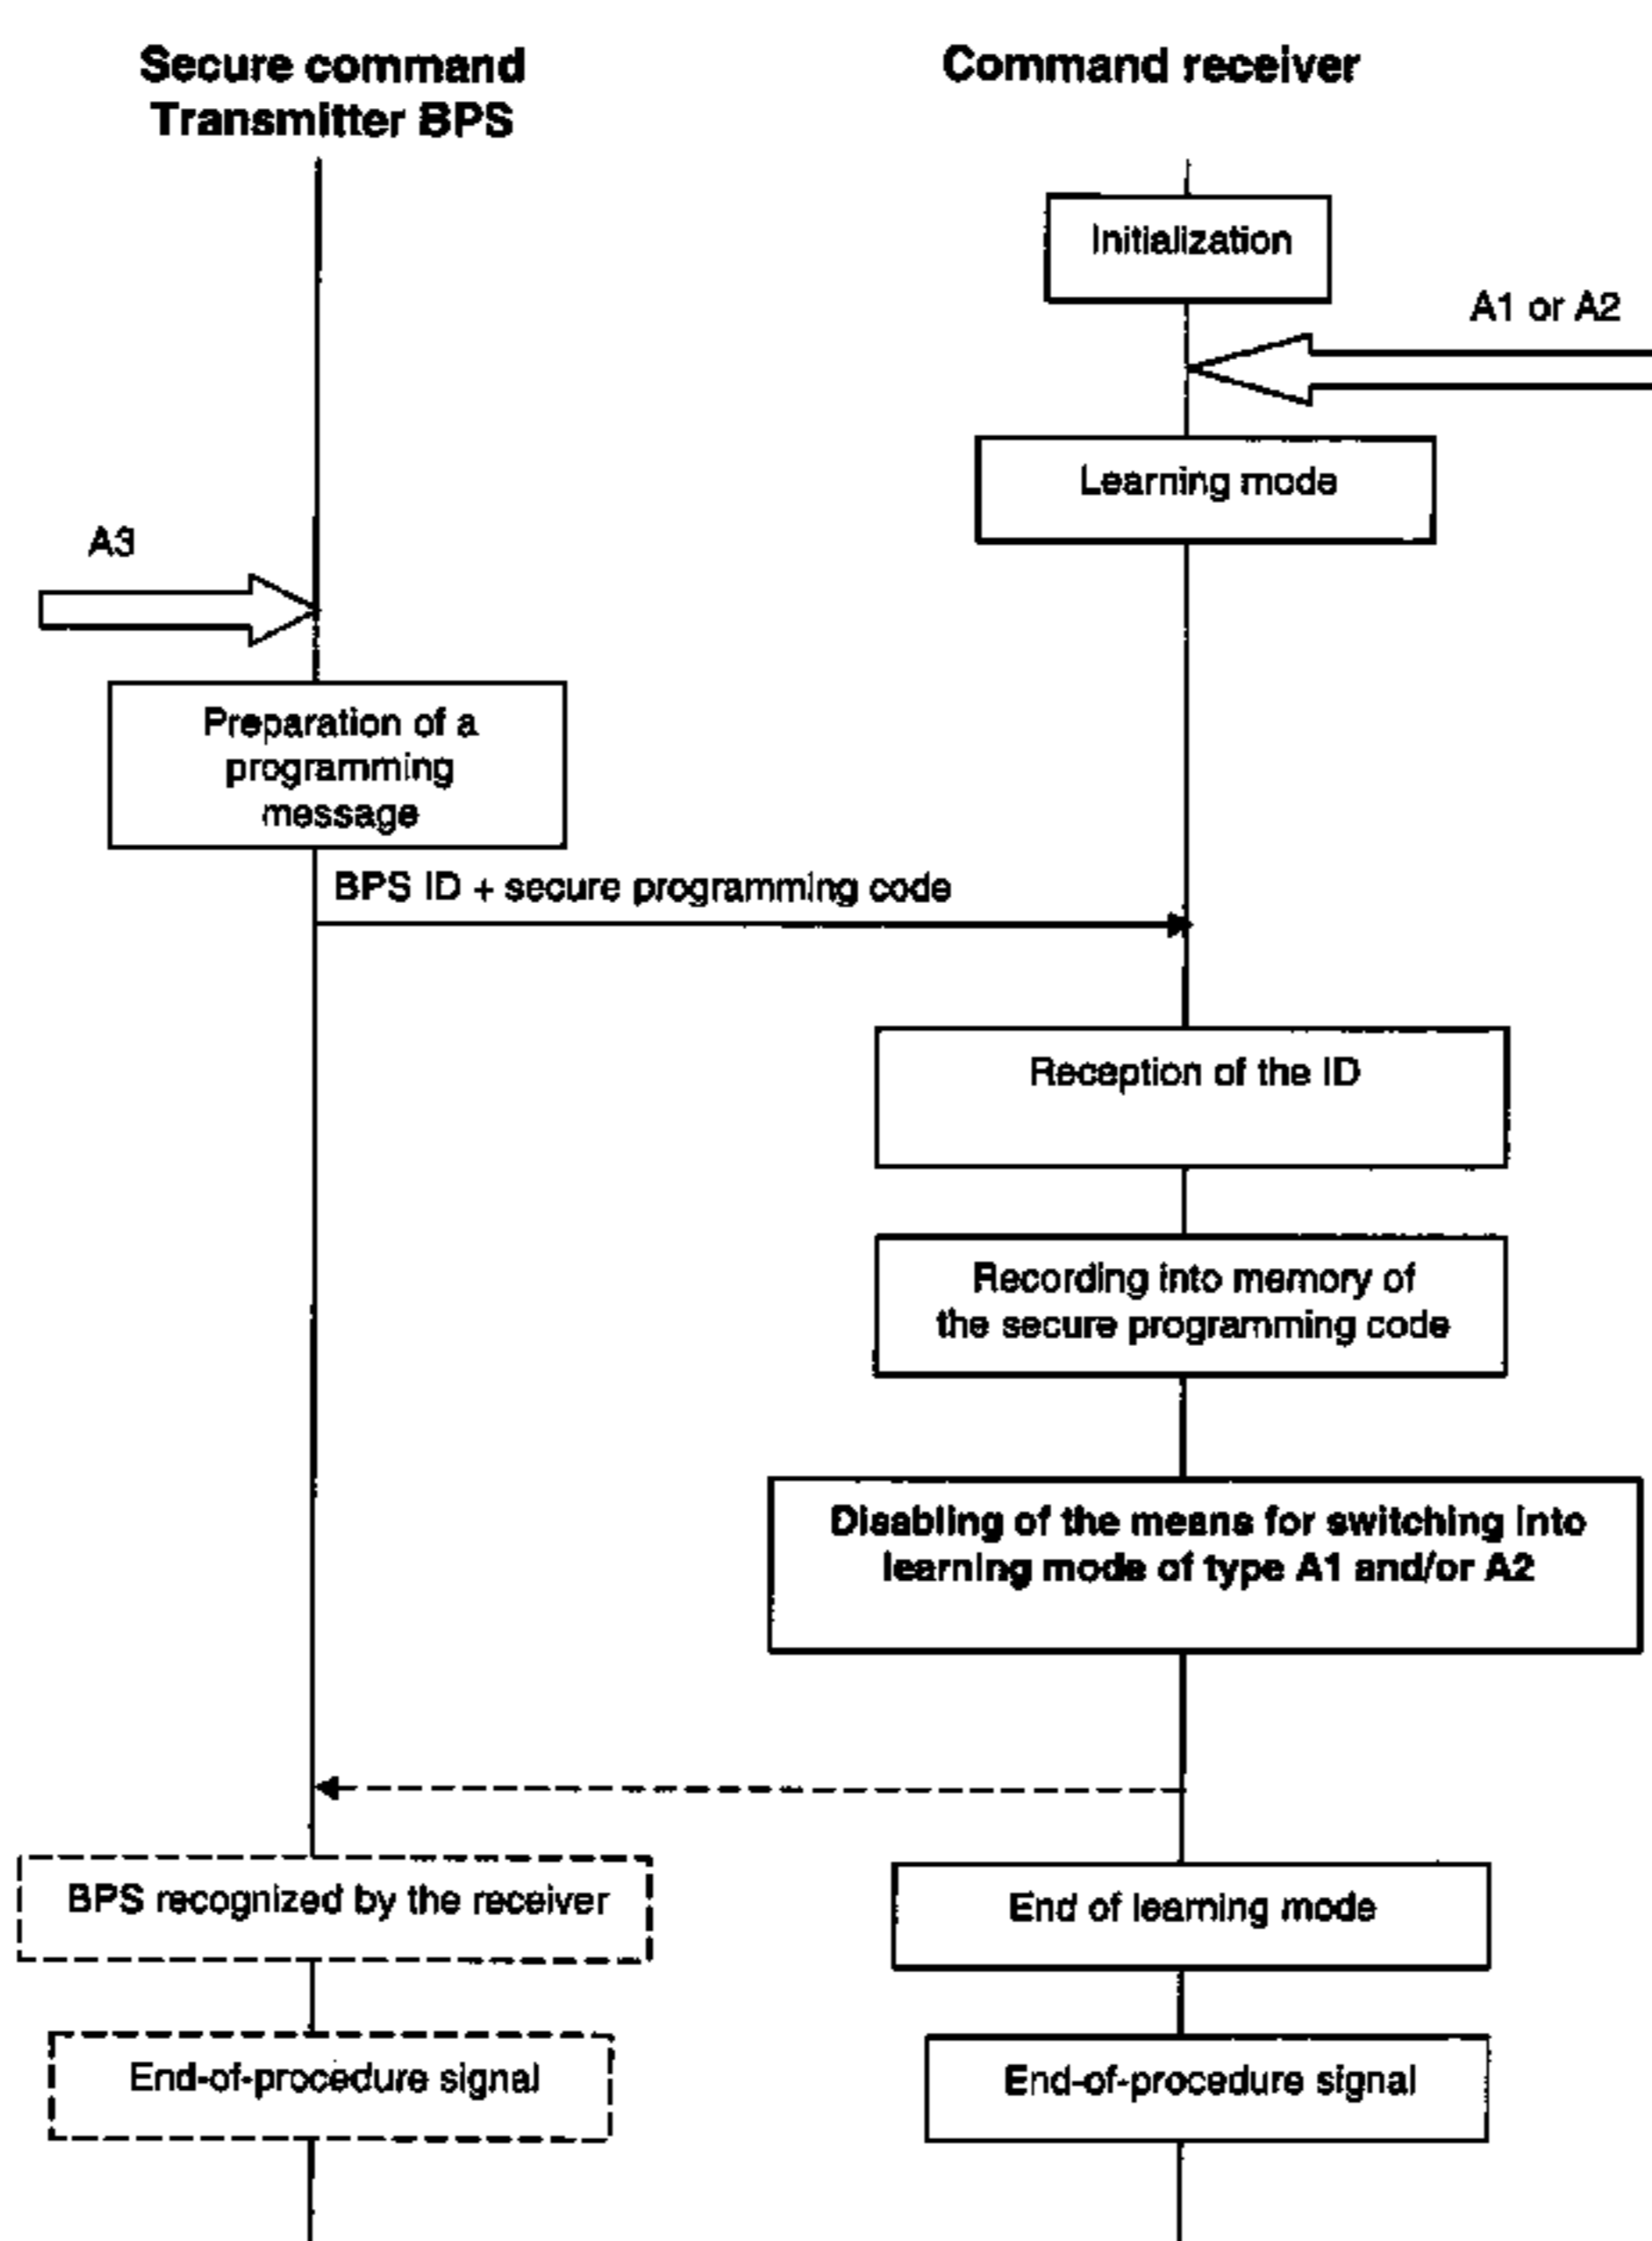 Secure command
Transmitter BPS
Command receiver
Initialization
A1 or A2
Learning mode
A3
Preparation of a
programming
message
BPS ID + secure programming code
Reception of the ID
Recording into memory of
the secure programming code
Disabling of the means for switching into
learning mode of type A1 and/or A2
BPS recognized by the receiver
End of learning mode
End-of-procedure signal
End-of-procedure signal